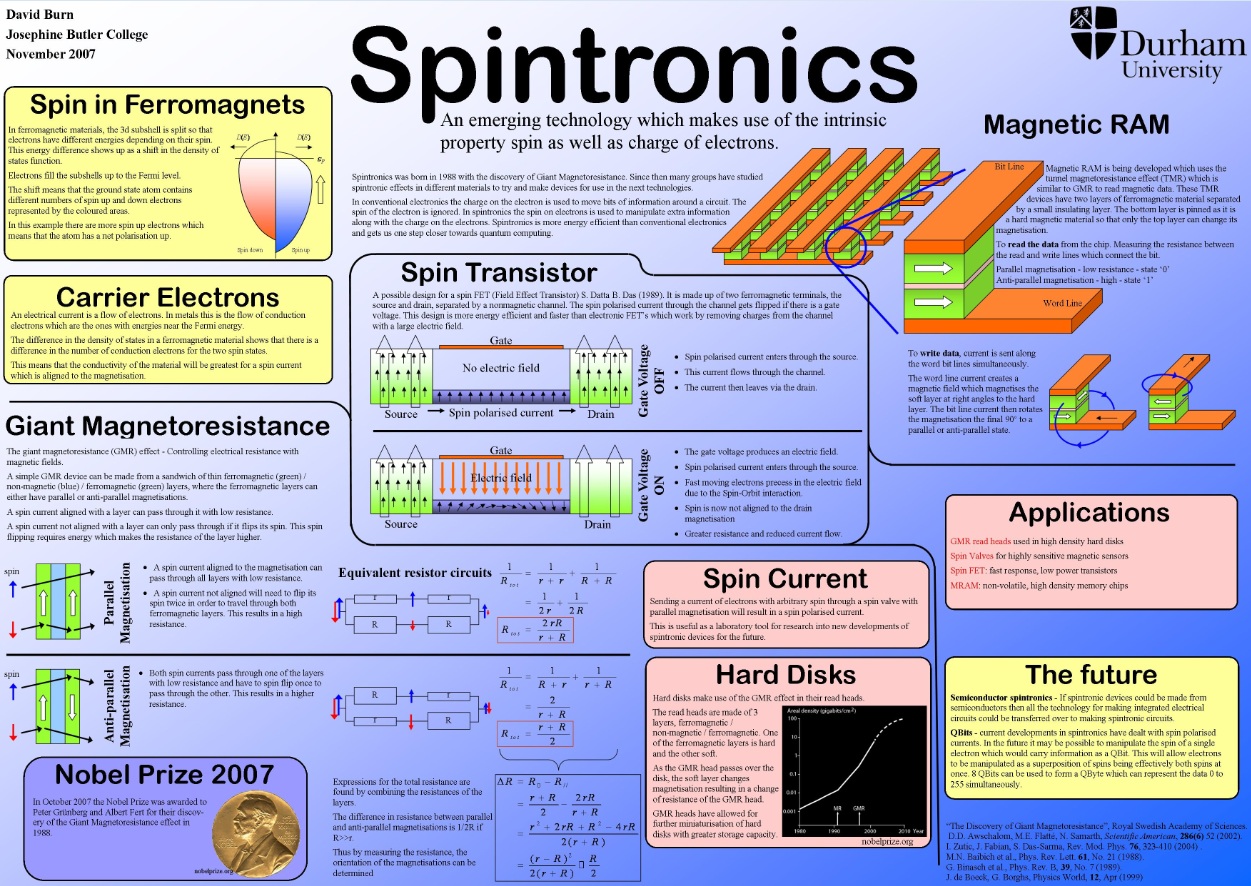 David Burn
Josephine Butler College
November 2007
Spintronics
An emerging technology which makes use of the intrinsic
property spin as well as charge of electrons.
Durham
University
Spin in Ferromagnets
In ferromagnetic materials, the 3d subshell is split so that
electrons have different energies depending on their spin.
This energy difference shows up as a shift in the density of
states function.
Electrons fill the subshells up to the Fermi level.
The shift means that the ground state atom contains
different numbers of spin up and down electrons
represented by the coloured areas.
In this example there are more spin up electrons which
means that the atom has a net polarisation up.
D(E)
D(E)
ε_F
Spin down
Spin up
Carrier Electrons
An electrical current is a flow of electrons. In metals this is the flow of conduction
electrons which are the ones with energies near the Fermi energy.
The difference in the density of states in a ferromagnetic material shows that there is a
difference in the number of conduction electrons for the two spin states.
This means that the conductivity of the material will be greatest for a spin current
which is aligned to the magnetisation.
Spintronics was born in 1988 with the discovery of Giant Magnetoresistance. Since then many groups have studied
spintronic effects in different materials to try and make devices for use in the next technologies.
In conventional electronics the charge on the electron is used to move bits of information around a circuit. The
spin of the electron is ignored. In spintronics the spin on electrons is used to manipulate extra information
along with the charge on the electrons. Spintronics is more energy efficient than conventional electronics
and gets us one step closer towards quantum computing.
Spin Transistor
A possible design for a spin FET (Field Effect Transistor) S. Datta B. Das (1989). It is made up of two ferromagnetic terminals, the
source and drain, separated by a nonmagnetic channel. The spin polarised current through the channel gets flipped if there is a gate
voltage. This design is more energy efficient and faster than electronic FET's which work by removing charges from the channel
with a large electric field.
Gate
No electric field
Source
Spin polarised current
Drain
Gate Voltage
OFF
• Spin polarised current enters through the source.
• This current flows through the channel.
• The current then leaves via the drain.
Gate
Electric field
Source
Drain
Gate Voltage
ON
• The gate voltage produces an electric field.
• Spin polarised current enters through the source.
• Fast moving electrons precess in the electric field
due to the Spin-Orbit interaction.
• Spin is now not aligned to the drain
magnetisation
• Greater resistance and reduced current flow.
Magnetic RAM
Bit Line
Word Line
Magnetic RAM is being developed which uses the
tunnel magnetoresistance effect (TMR) which is
similar to GMR to read magnetic data. These TMR
devices have two layers of ferromagnetic material separated
by a small insulating layer. The bottom layer is pinned as it is
a hard magnetic material so that only the top layer can change its
magnetisation.
To read the data from the chip. Measuring the resistance between
the read and write lines which connect the bit.
Parallel magnetisation - low resistance - state '0'
Anti-parallel magnetisation - high - state '1'
To write data, current is sent along
the word bit lines simultaneously.
The word line current creates a
magnetic field which magnetises the
soft layer at right angles to the hard
layer. The bit line current then rotates
the magnetisation the final 90° to a
parallel or anti-parallel state.
Giant Magnetoresistance
The giant magnetoresistance (GMR) effect - Controlling electrical resistance with
magnetic fields.
A simple GMR device can be made from a sandwich of thin ferromagnetic (green) /
non-magnetic (blue) / ferromagnetic (green) layers, where the ferromagnetic layers can
either have parallel or anti-parallel magnetisations.
A spin current aligned with a layer can pass through it with low resistance.
A spin current not aligned with a layer can only pass through if it flips its spin. This spin
flipping requires energy which makes the resistance of the layer higher.
spin
Parallel
Magnetisation
• A spin current aligned to the magnetisation can
pass through all layers with low resistance.
• A spin current not aligned will need to flip its
spin twice in order to travel through both
ferromagnetic layers. This results in a high
resistance.
Equivalent resistor circuits
r
r
R
R
1/R_tot = 1/(r + r) + 1/(R + R)
= 1/2r + 1/2R
R_tot = 2rR/(r + R)
spin
Anti-parallel
Magnetisation
• Both spin currents pass through one of the layers
with low resistance and have to spin flip once to
pass through the other. This results in a higher
resistance.
R
r
r
R
1/R_tot = 1/(R + r) + 1/(r + R)
= 2/(r + R)
R_tot = (r + R)/2
Expressions for the total resistance are
found by combining the resistances of the
layers.
The difference in resistance between parallel
and anti-parallel magnetisations is 1/2R if
R>>r.
Thus by measuring the resistance, the
orientation of the magnetisations can be
determined
ΔR = R▯ − R//
= (r + R)/2 − 2rR/(r + R)
= (r² + 2rR + R² − 4rR)/2(r + R)
= (r − R)²/2(r + R) ▯ R/2
Nobel Prize 2007
In October 2007 the Nobel Prize was awarded to
Peter Grünberg and Albert Fert for their discov-
ery of the Giant Magnetoresistance effect in
1988.
nobelprize.org
Spin Current
Sending a current of electrons with arbitrary spin through a spin valve with
parallel magnetisation will result in a spin polarised current.
This is useful as a laboratory tool for research into new developments of
spintronic devices for the future.
Hard Disks
Hard disks make use of the GMR effect in their read heads.
The read heads are made of 3
layers, ferromagnetic /
non-magnetic / ferromagnetic. One
of the ferromagnetic layers is hard
and the other soft.
As the GMR head passes over the
disk, the soft layer changes
magnetisation resulting in a change
of resistance of the GMR head.
GMR heads have allowed for
further miniaturisation of hard
disks with greater storage capacity.
Areal density (gigabits/cm²)
100
10
1
0.1
0.01
0.001
MR
GMR
1980
1990
2000
2010 Year
nobelprize.org
Applications
GMR read heads used in high density hard disks
Spin Valves for highly sensitive magnetic sensors
Spin FET: fast response, low power transistors
MRAM: non-volatile, high density memory chips
The future
Semiconductor spintronics - If spintronic devices could be made from
semiconductors then all the technology for making integrated electrical
circuits could be transferred over to making spintronic circuits.
QBits - current developments in spintronics have dealt with spin polarised
currents. In the future it may be possible to manipulate the spin of a single
electron which would carry information as a QBit. This will allow electrons
to be manipulated as a superposition of spins being effectively both spins at
once. 8 QBits can be used to form a QByte which can represent the data 0 to
255 simultaneously.
"The Discovery of Giant Magnetoresistance", Royal Swedish Academy of Sciences.
D.D. Awschalom, M.E. Flatté, N. Samarth, Scientific American, 286(6) 52 (2002).
I. Zutic, J. Fabian, S. Das-Sarma, Rev. Mod. Phys. 76, 323-410 (2004).
M.N. Baibich et al., Phys. Rev. Lett. 61, No. 21 (1988).
G. Binasch et al., Phys. Rev. B, 39, No. 7 (1989).
J. de Boeck, G. Borghs, Physics World, 12, Apr (1999)